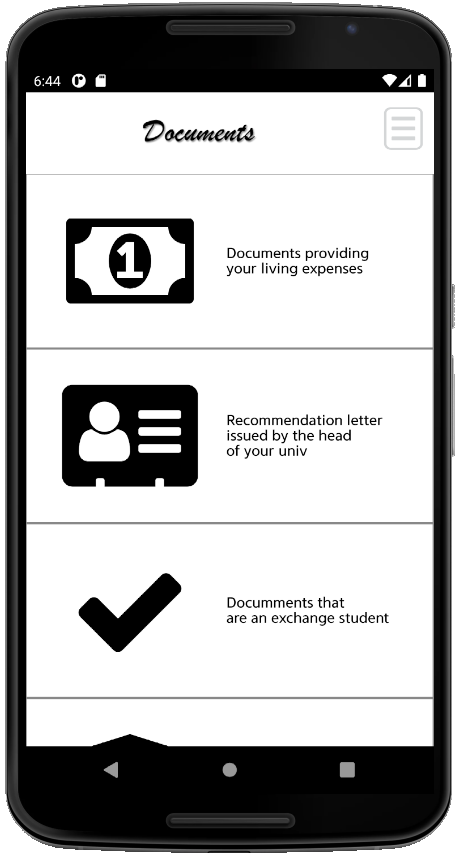 6:44
Documents
1
Documents providing
your living expenses
Recommendation letter
issued by the head
of your univ
Documments that
are an exchange student